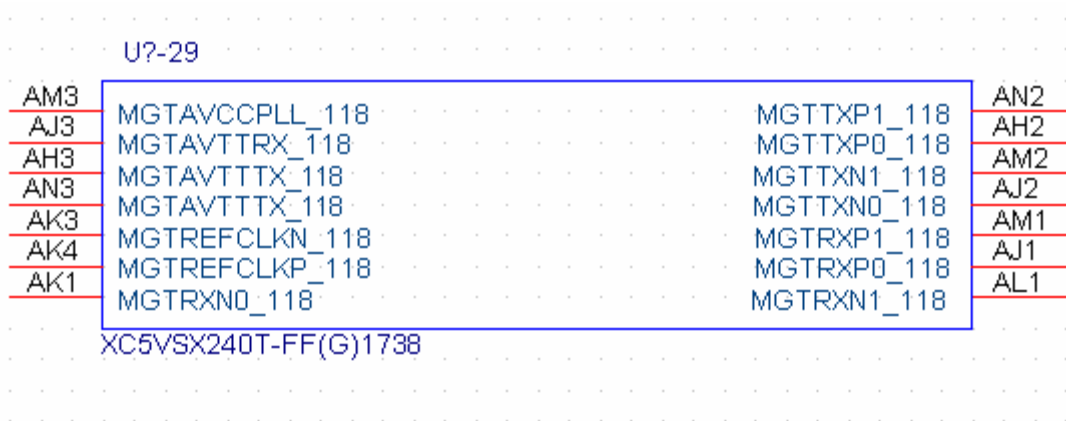 U?-29
AM3 MGTAVCCPLL_118 MGTTXP1_118 AN2
AJ3 MGTAVTTRX_118 MGTTXP0_118 AH2
AH3 MGTAVTTTX_118 MGTTXN1_118 AM2
AN3 MGTAVTTTX_118 MGTTXN0_118 AJ2
AK3 MGTREFCLKN_118 MGTRXP1_118 AM1
AK4 MGTREFCLKP_118 MGTRXP0_118 AJ1
AK1 MGTRXN0_118 MGTRXN1_118 AL1
XC5VSX240T-FF(G)1738